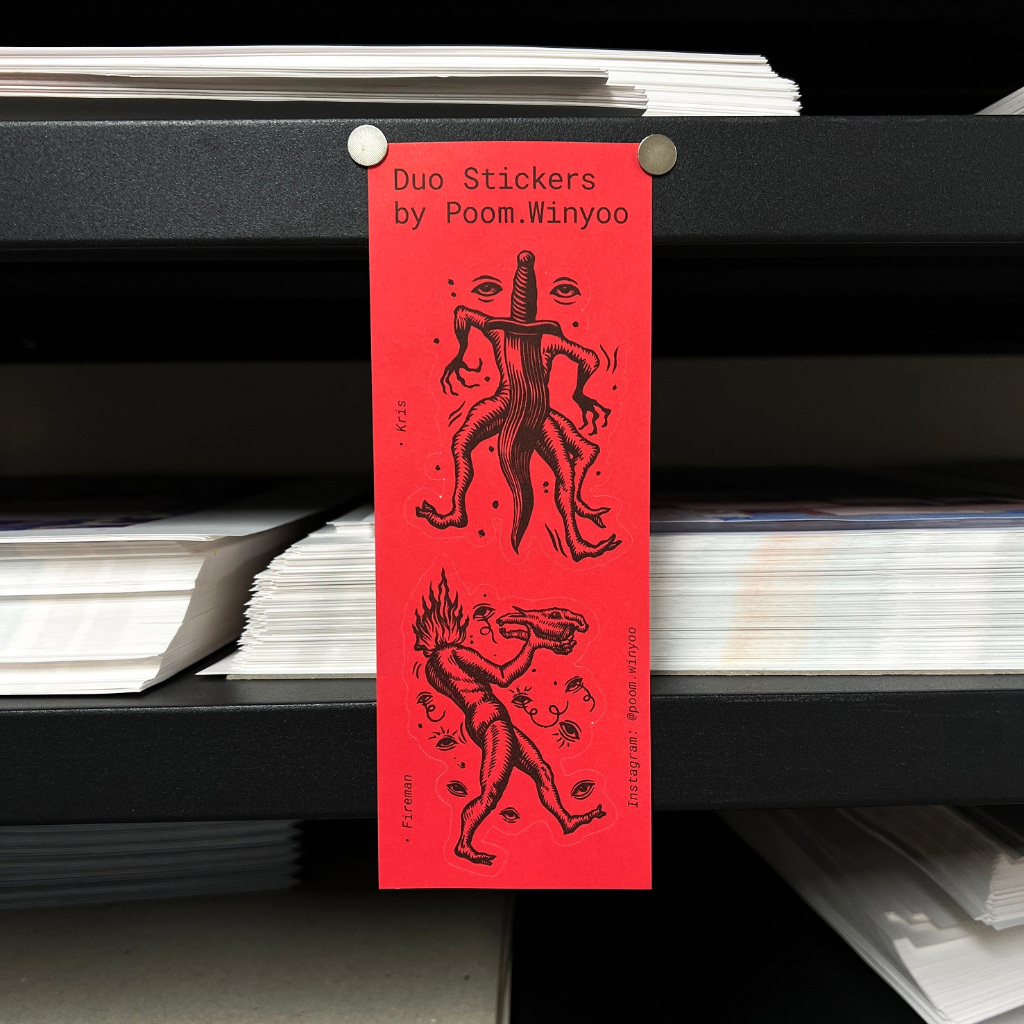 Duo Stickers
by Poom.Winyoo
· Kris
· Fireman
Instagram: @poom.winyoo